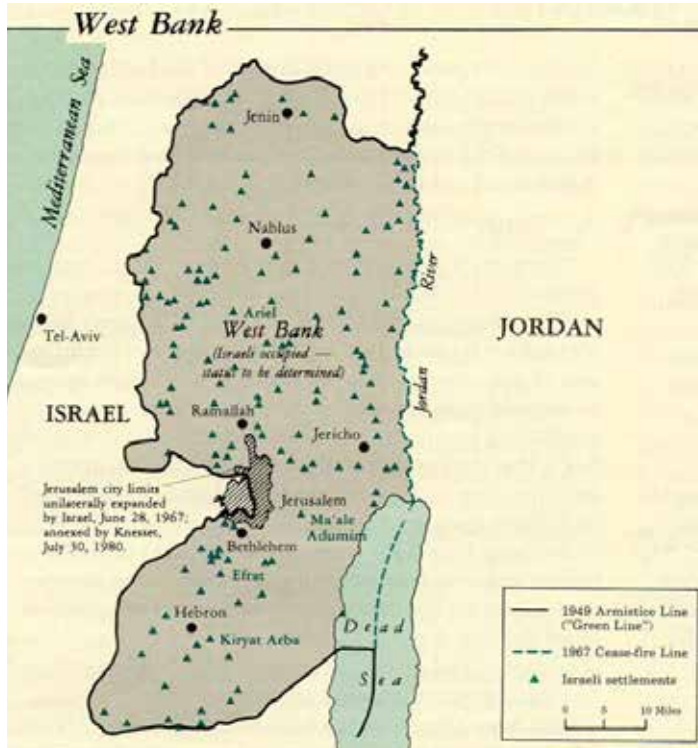 West Bank
Mediterranean Sea
Jenin
Nablus
River
Ariel
Tel-Aviv
West Bank
(Israels occupied —
status to be determined)
JORDAN
ISRAEL
Ramallah
Jordan
Jericho
Jerusalem city limits
unilaterally expanded
by Israel, June 28, 1967;
annexed by Knesset,
July 30, 1980.
Jerusalem
Ma'ale
Adumim
Bethlehem
Efrat
Hebron
Kiryat Arba
Dead
Sea
1949 Armistice Line
("Green Line")
1967 Cease-fire Line
Israeli settlements
0 5 10 Miles